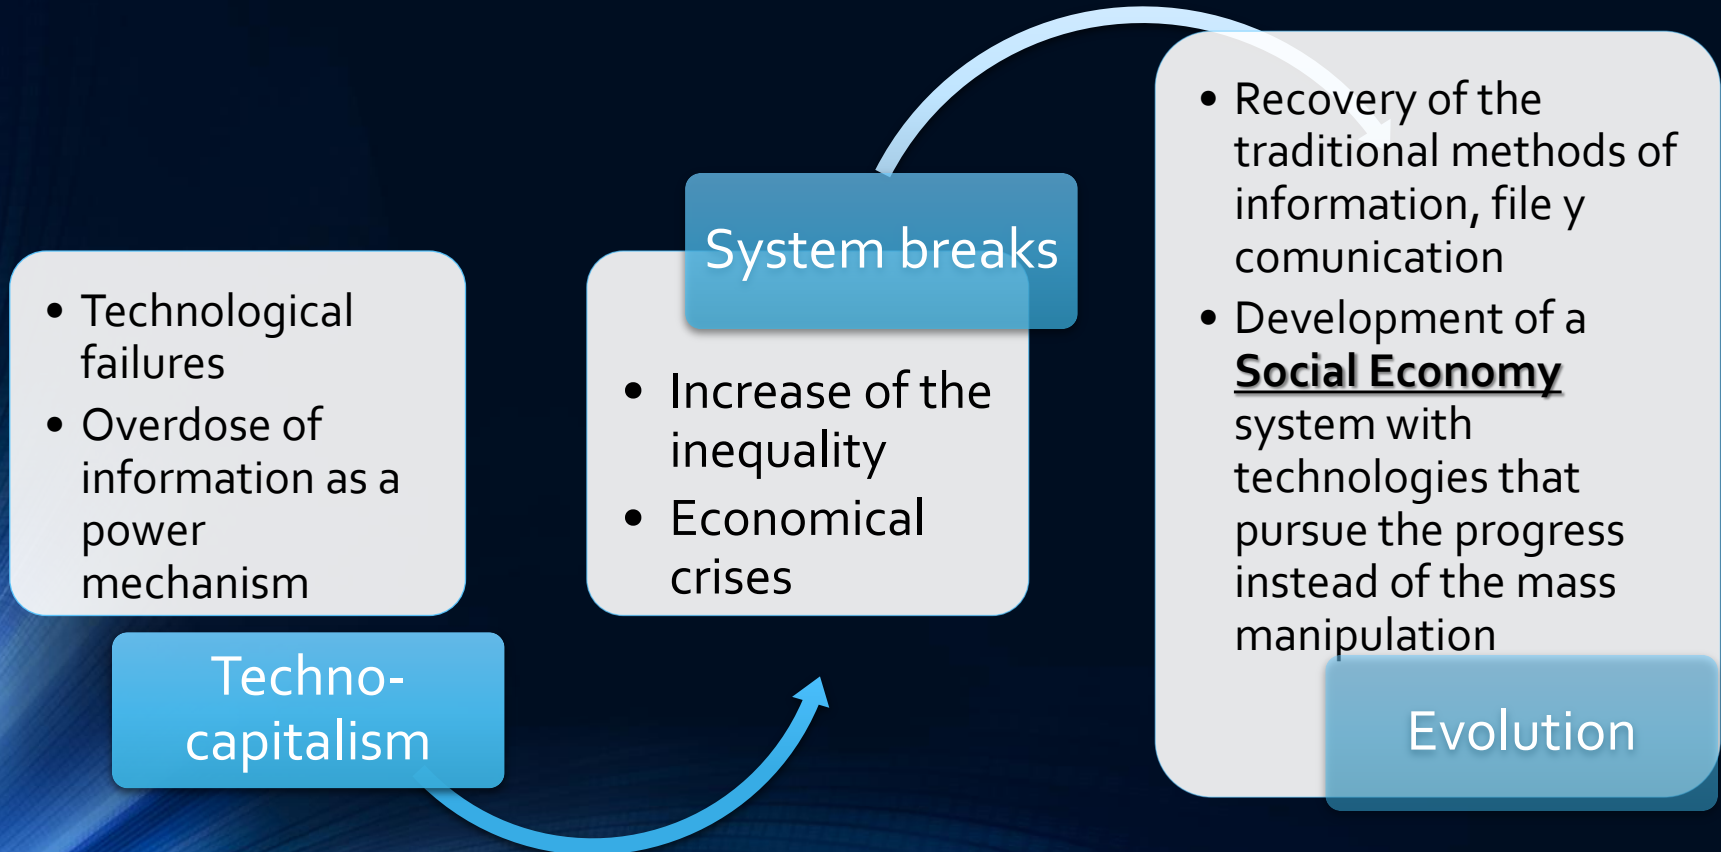 • Technological
failures
• Overdose of
information as a
power
mechanism
Techno-
capitalism
System breaks
• Increase of the
inequality
• Economical
crises
• Recovery of the
traditional methods of
information, file y
comunication
• Development of a
Social Economy
system with
technologies that
pursue the progress
instead of the mass
manipulation
Evolution